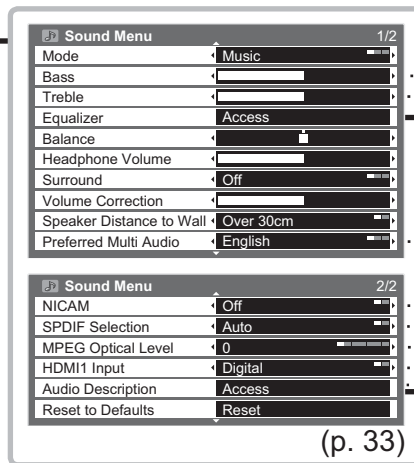 Sound Menu 1/2
Mode Music
Bass
Treble
Equalizer Access
Balance
Headphone Volume
Surround Off
Volume Correction
Speaker Distance to Wall Over 30cm
Preferred Multi Audio English
Sound Menu 2/2
NICAM Off
SPDIF Selection Auto
MPEG Optical Level 0
HDMI1 Input Digital
Audio Description Access
Reset to Defaults Reset
(p. 33)